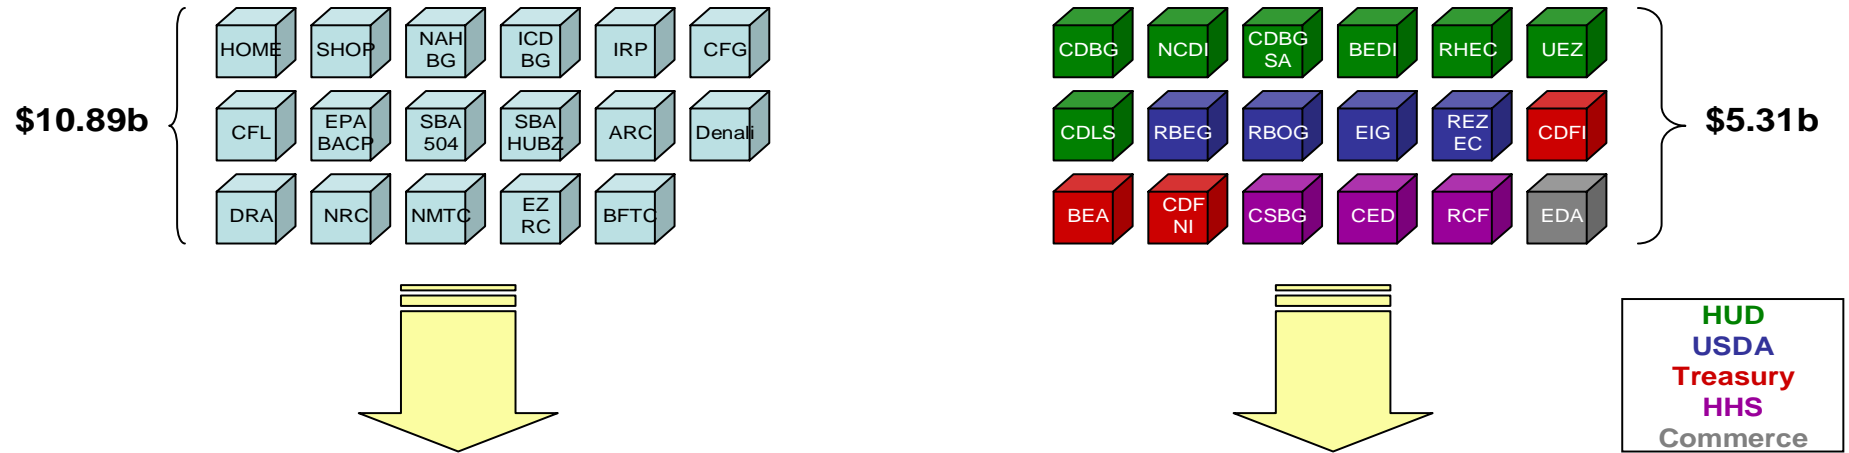 $10.89b
HOME
SHOP
NAH
BG
ICD
BG
IRP
CFG
CFL
EPA
BACP
SBA
504
SBA
HUBZ
ARC
Denali
DRA
NRC
NMTC
EZ
RC
BFTC
CDBG
NCDI
CDBG
SA
BEDI
RHEC
UEZ
CDLS
RBEG
RBOG
EIG
REZ
EC
CDFI
BEA
CDF
NI
CSBG
CED
RCF
EDA
$5.31b
HUD
USDA
Treasury
HHS
Commerce